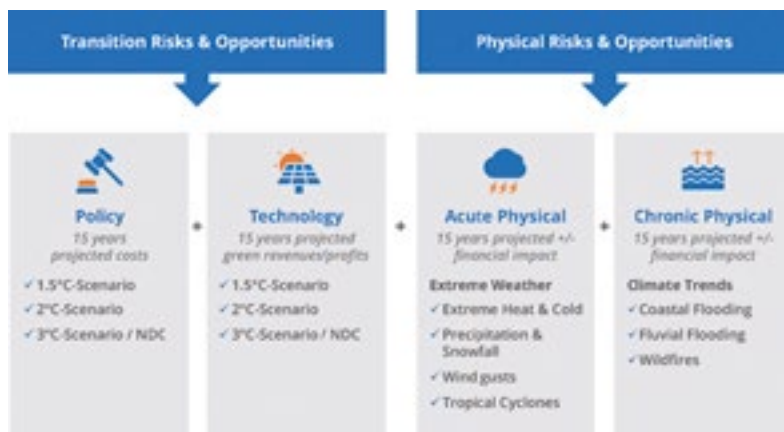 Transition Risks & Opportunities
Physical Risks & Opportunities
Policy
15 years
projected costs
✓ 1.5°C-Scenario
✓ 2°C-Scenario
✓ 3°C-Scenario / NDC
+
Technology
15 years projected
green revenues/profits
✓ 1.5°C-Scenario
✓ 2°C-Scenario
✓ 3°C-Scenario / NDC
+
Acute Physical
15 years projected +/-
financial impact
Extreme Weather
✓ Extreme Heat & Cold
✓ Precipitation &
Snowfall
✓ Wind gusts
✓ Tropical Cyclones
+
Chronic Physical
15 years projected +/-
financial impact
Climate Trends
✓ Coastal Flooding
✓ Fluvial Flooding
✓ Wildfires